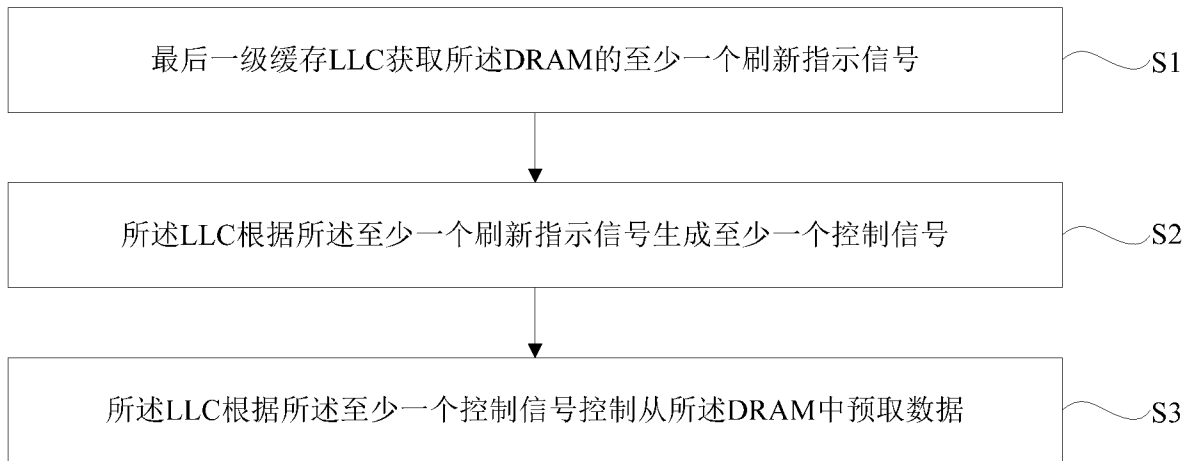 最后一级缓存LLC获取所述DRAM的至少一个刷新指示信号
S1
所述LLC根据所述至少一个刷新指示信号生成至少一个控制信号
S2
所述LLC根据所述至少一个控制信号控制从所述DRAM中预取数据
S3